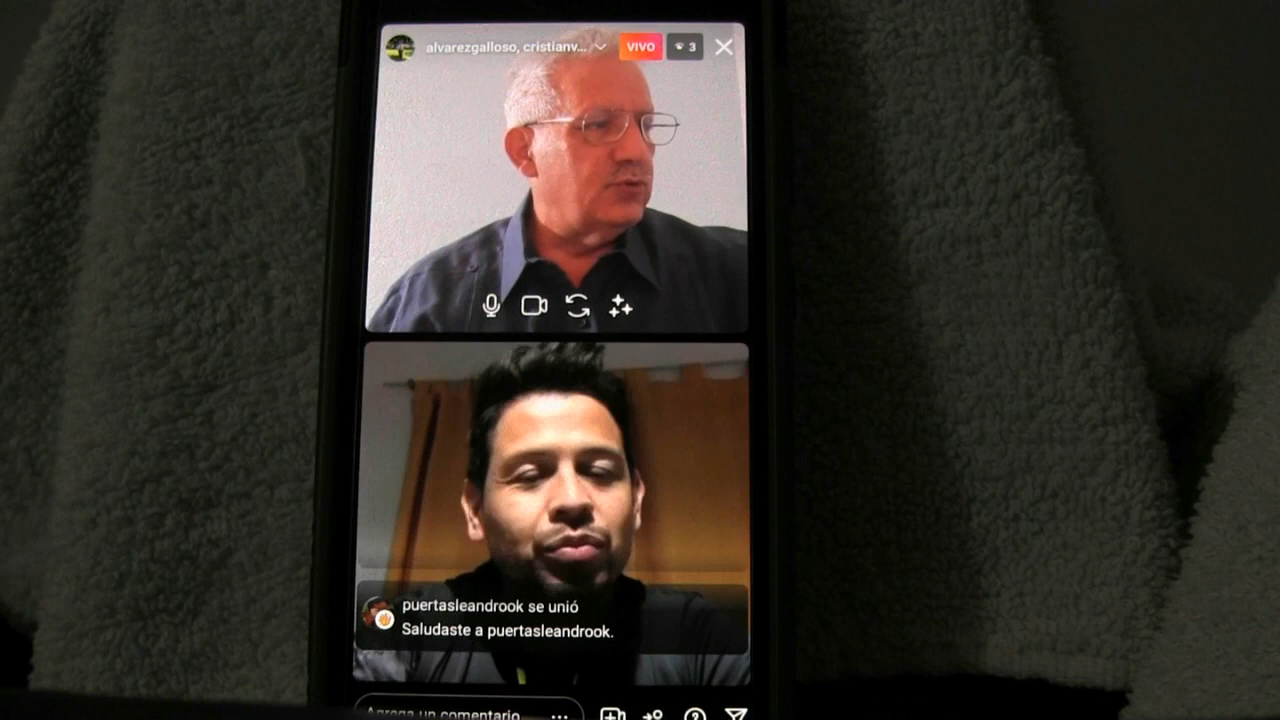 alvarezgalloso, cristianv...
VIVO
3
puertasleandrook se unió
Saludaste a puertasleandrook.
Agrega un comentario